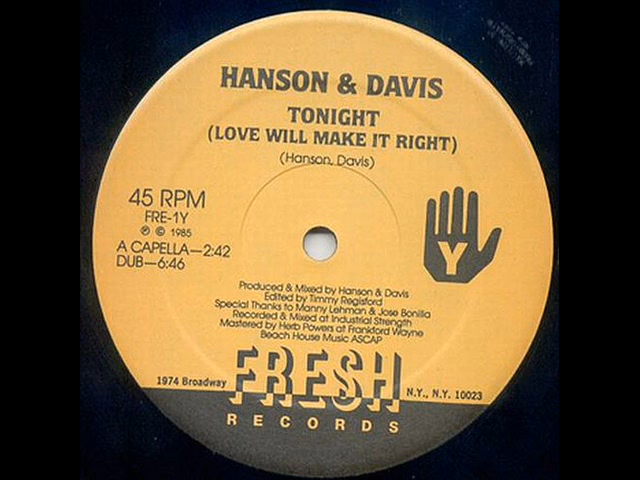 HANSON & DAVIS
TONIGHT
(LOVE WILL MAKE IT RIGHT)
(Hanson, Davis)
45 RPM
FRE-1Y
℗ © 1985
A CAPELLA—2:42
DUB—6:46
Y
Produced & Mixed by Hanson & Davis
Edited by Timmy Regisford
Special Thanks to Manny Lehman & Jose Bonilla
Recorded & Mixed at Industrial Strength
Mastered by Herb Powers at Frankford Wayne
Beach House Music ASCAP
1974 Broadway
FRESH
N.Y., N.Y. 10023
RECORDS